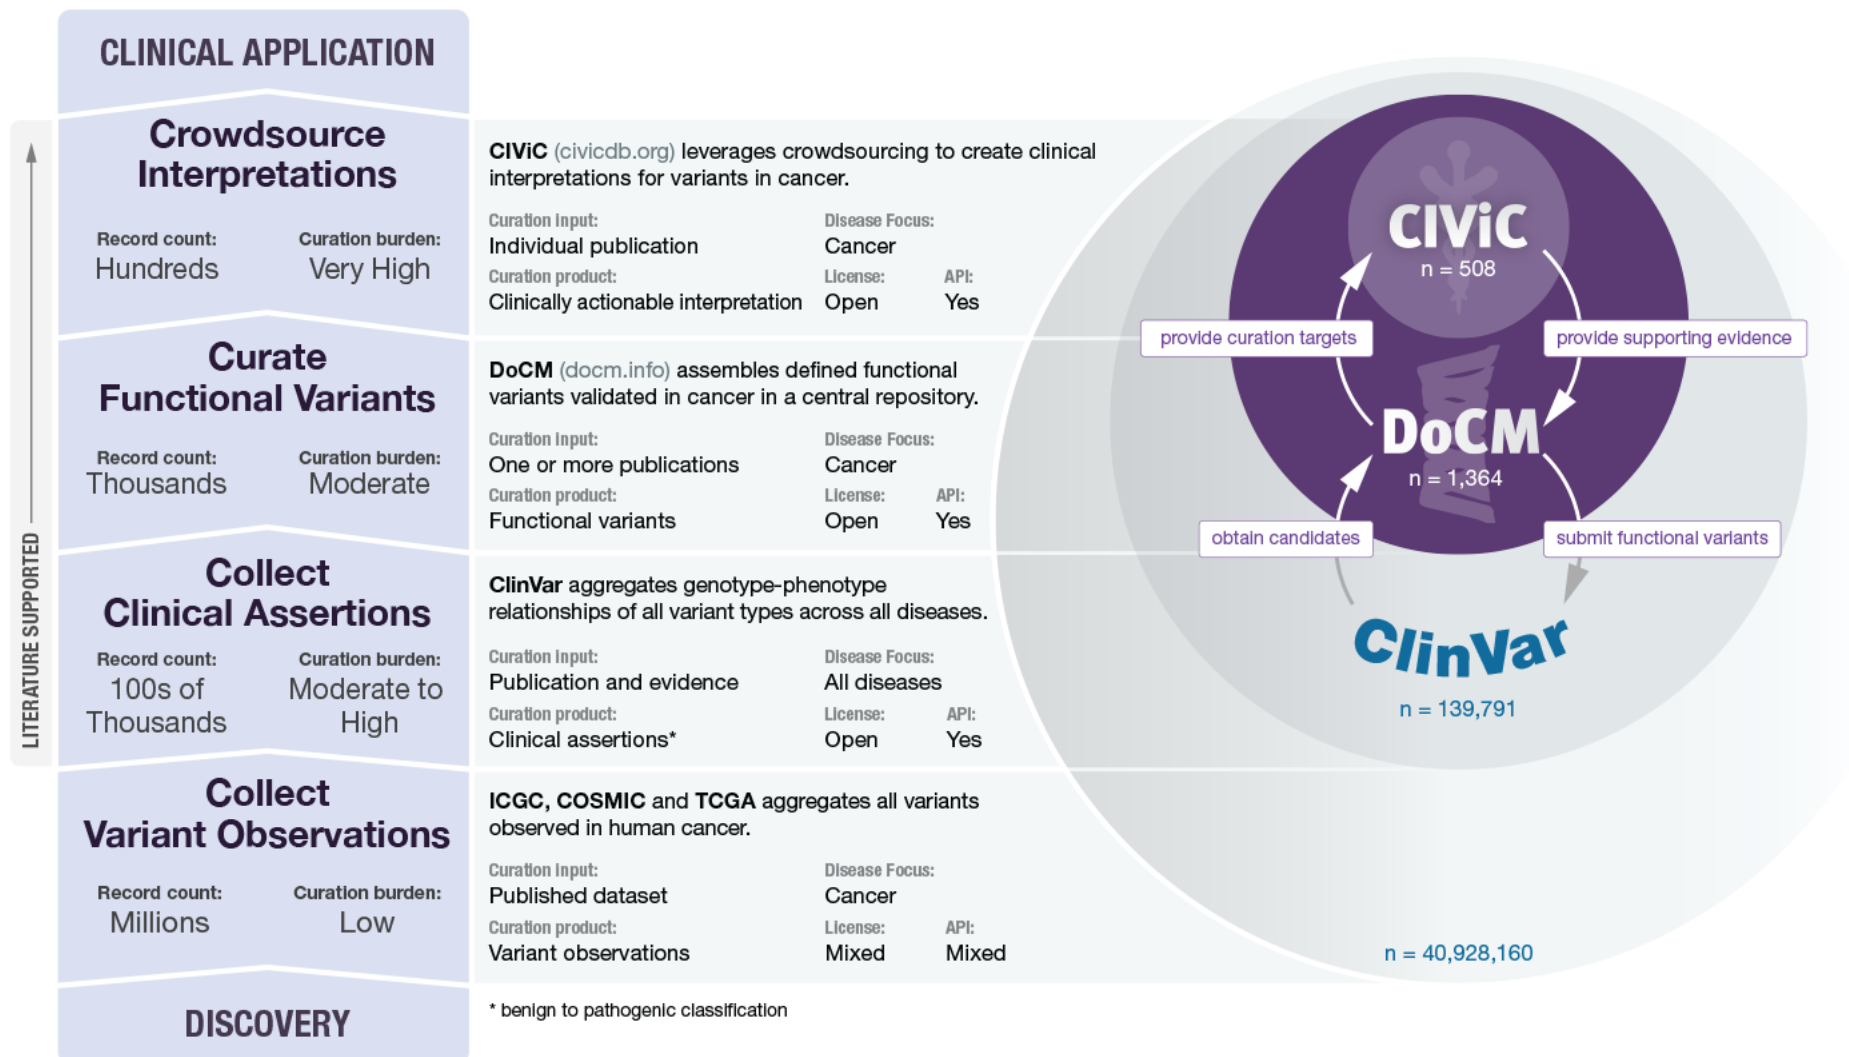 CLINICAL APPLICATION
LITERATURE SUPPORTED
Crowdsource
Interpretations
Record count:
Hundreds
Curation burden:
Very High
CIViC (civicdb.org) leverages crowdsourcing to create clinical
interpretations for variants in cancer.
Curation input:
Individual publication
Disease Focus:
Cancer
Curation product:
Clinically actionable interpretation
License:
Open
API:
Yes
Curate
Functional Variants
Record count:
Thousands
Curation burden:
Moderate
DoCM (docm.info) assembles defined functional
variants validated in cancer in a central repository.
Curation input:
One or more publications
Disease Focus:
Cancer
Curation product:
Functional variants
License:
Open
API:
Yes
Collect
Clinical Assertions
Record count:
100s of
Thousands
Curation burden:
Moderate to
High
ClinVar aggregates genotype-phenotype
relationships of all variant types across all diseases.
Curation input:
Publication and evidence
Disease Focus:
All diseases
Curation product:
Clinical assertions*
License:
Open
API:
Yes
Collect
Variant Observations
Record count:
Millions
Curation burden:
Low
ICGC, COSMIC and TCGA aggregates all variants
observed in human cancer.
Curation input:
Published dataset
Disease Focus:
Cancer
Curation product:
Variant observations
License:
Mixed
API:
Mixed
DISCOVERY
* benign to pathogenic classification
CIViC
n = 508
provide curation targets
provide supporting evidence
DoCM
n = 1,364
obtain candidates
submit functional variants
ClinVar
n = 139,791
n = 40,928,160